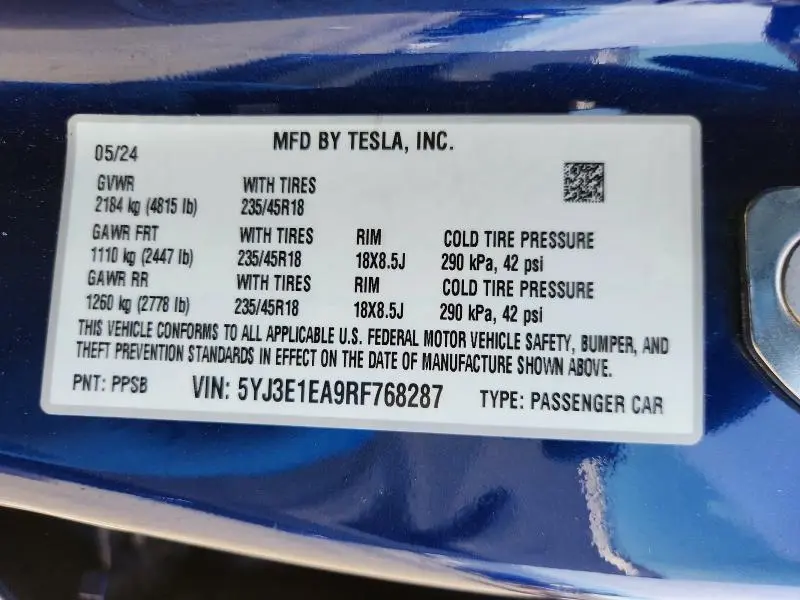 MFD BY TESLA, INC.
05/24
GVWR WITH TIRES
2184 kg (4815 lb) 235/45R18
GAWR FRT WITH TIRES RIM COLD TIRE PRESSURE
1110 kg (2447 lb) 235/45R18 18X8.5J 290 kPa, 42 psi
GAWR RR WITH TIRES RIM COLD TIRE PRESSURE
1260 kg (2778 lb) 235/45R18 18X8.5J 290 kPa, 42 psi
THIS VEHICLE CONFORMS TO ALL APPLICABLE U.S. FEDERAL MOTOR VEHICLE SAFETY, BUMPER, AND
THEFT PREVENTION STANDARDS IN EFFECT ON THE DATE OF MANUFACTURE SHOWN ABOVE.
PNT: PPSB VIN: 5YJ3E1EA9RF768287 TYPE: PASSENGER CAR